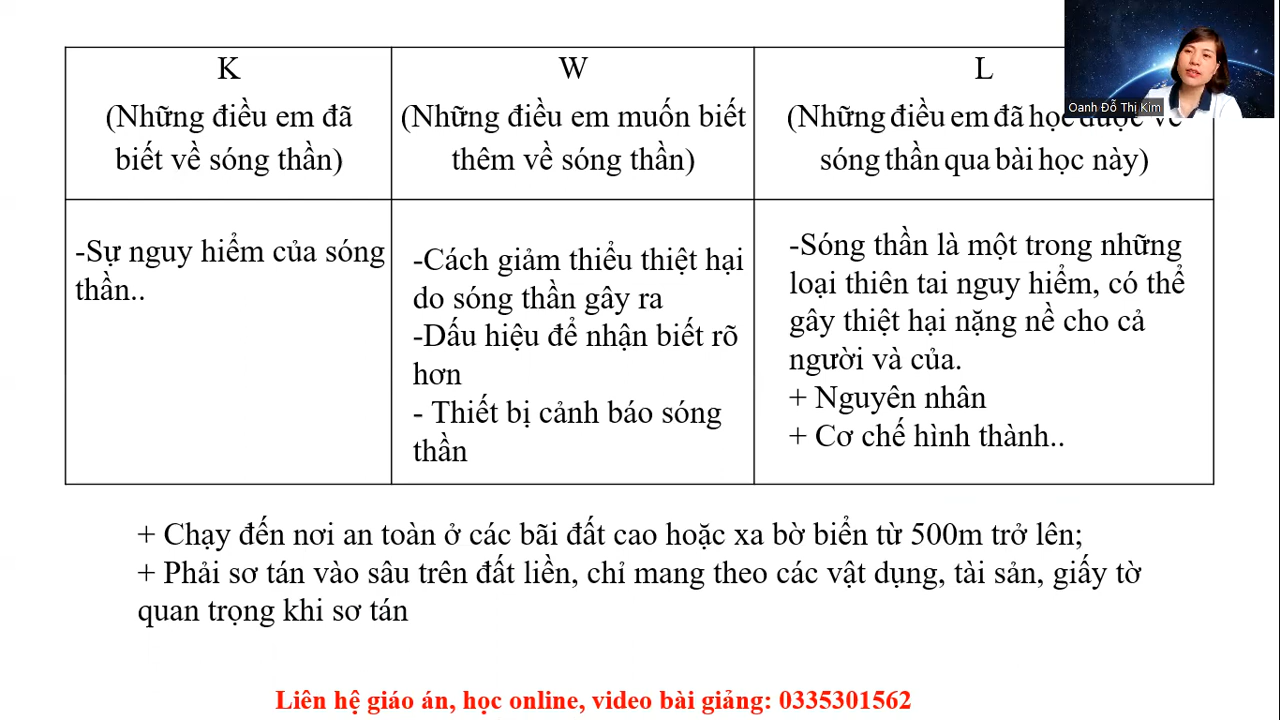 K
(Những điều em đã
biết về sóng thần)
W
(Những điều em muốn biết
thêm về sóng thần)
L
(Những điều em đã học được về
sóng thần qua bài học này)
Oanh Đỗ Thị Kim
-Sự nguy hiểm của sóng
thần..
-Cách giảm thiểu thiệt hại
do sóng thần gây ra
-Dấu hiệu để nhận biết rõ
hơn
- Thiết bị cảnh báo sóng
thần
-Sóng thần là một trong những
loại thiên tai nguy hiểm, có thể
gây thiệt hại nặng nề cho cả
người và của.
+ Nguyên nhân
+ Cơ chế hình thành..
+ Chạy đến nơi an toàn ở các bãi đất cao hoặc xa bờ biển từ 500m trở lên;
+ Phải sơ tán vào sâu trên đất liền, chỉ mang theo các vật dụng, tài sản, giấy tờ
quan trọng khi sơ tán
Liên hệ giáo án, học online, video bài giảng: 0335301562